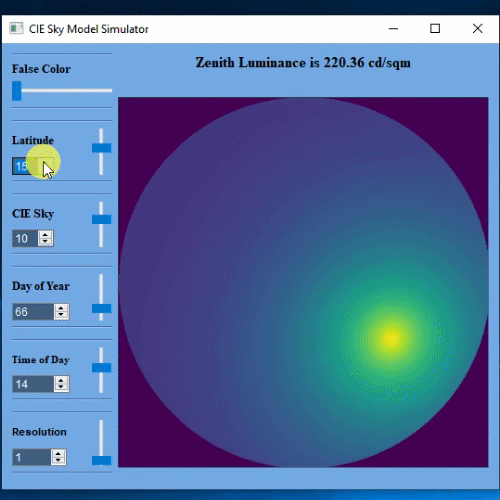 CIE Sky Model Simulator
Zenith Luminance is 220.36 cd/sqm
False Color
Latitude
15
CIE Sky
10
Day of Year
66
Time of Day
14
Resolution
1